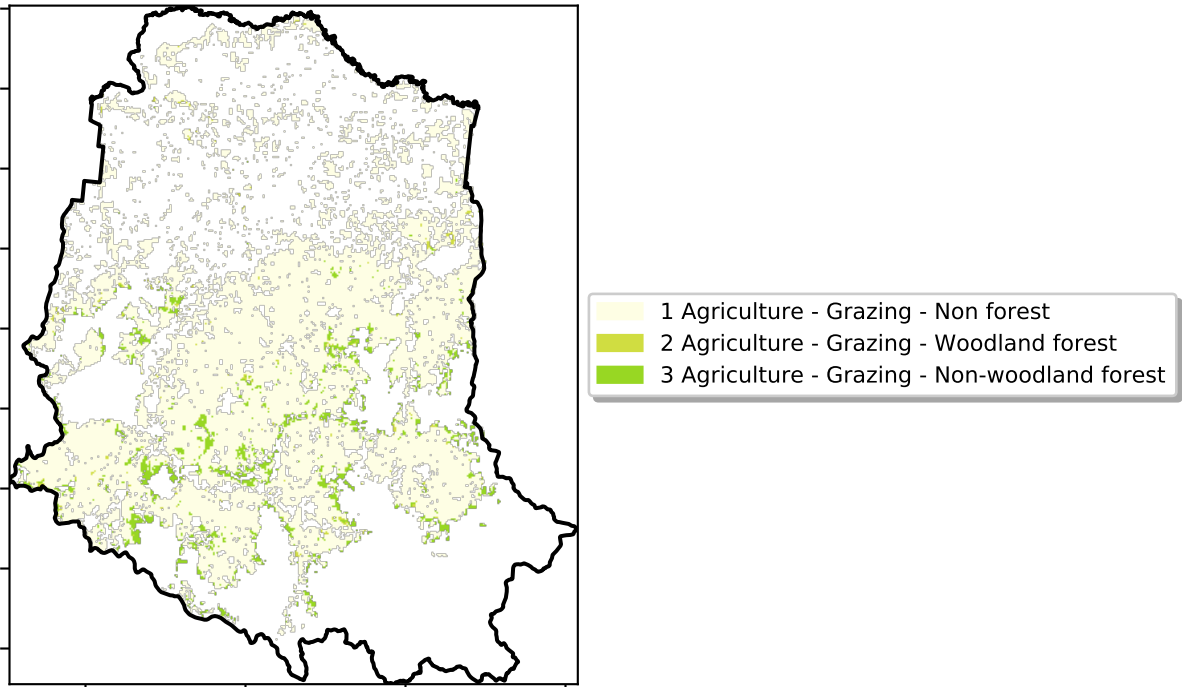 1 Agriculture - Grazing - Non forest
2 Agriculture - Grazing - Woodland forest
3 Agriculture - Grazing - Non-woodland forest